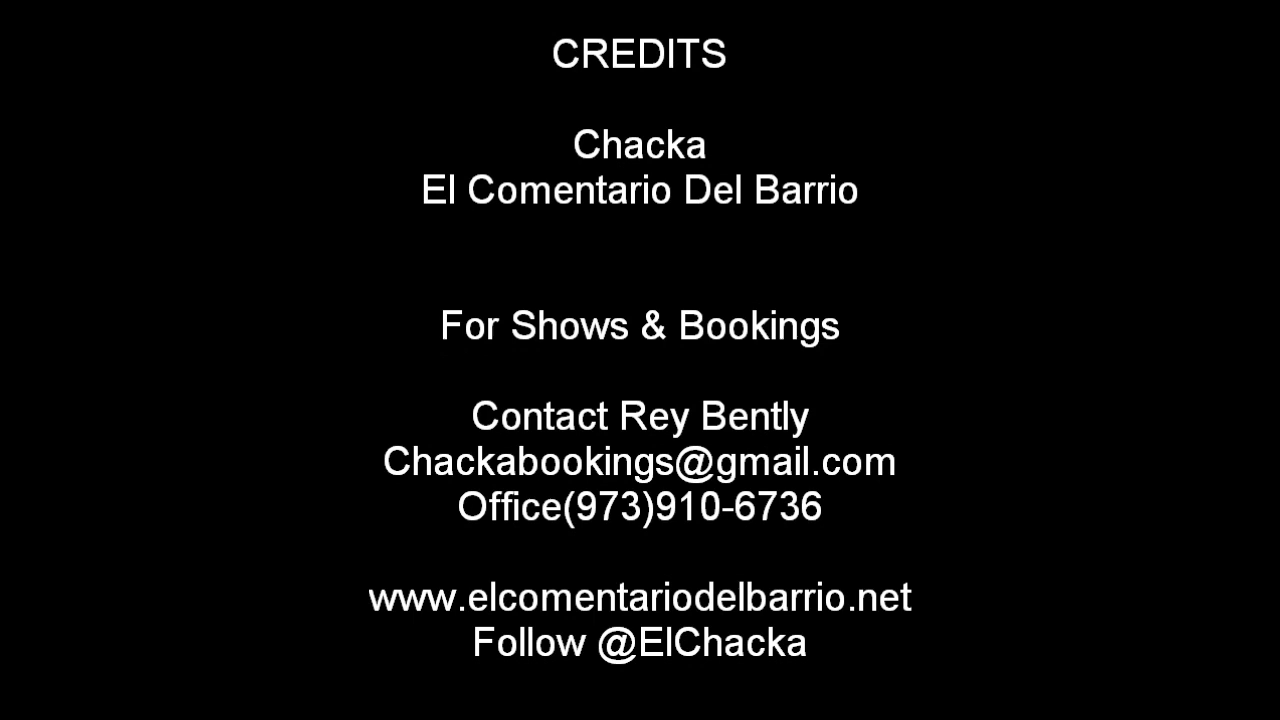 CREDITS
Chacka
El Comentario Del Barrio
For Shows & Bookings
Contact Rey Bently
Chackabookings@gmail.com
Office(973)910-6736
www.elcomentariodelbarrio.net
Follow @ElChacka